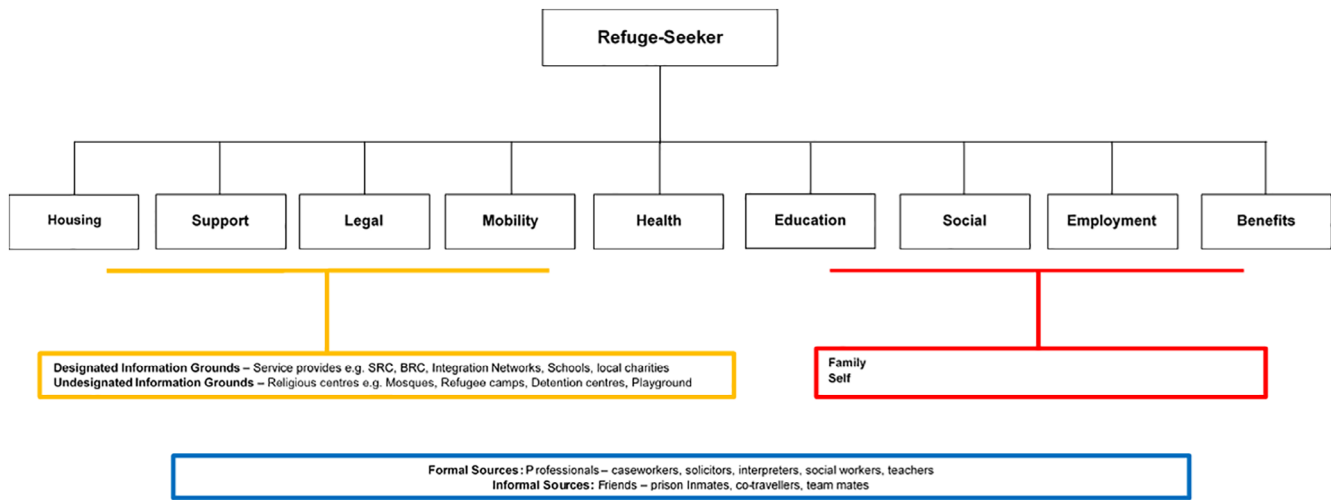 Refuge-Seeker
Housing
Support
Legal
Mobility
Health
Education
Social
Employment
Benefits
Designated Information Grounds – Service provides e.g. SRC, BRC, Integration Networks, Schools, local charities
Undesignated Information Grounds – Religious centres e.g. Mosques, Refugee camps, Detention centres, Playground
Family
Self
Formal Sources: Professionals – caseworkers, solicitors, interpreters, social workers, teachers
Informal Sources: Friends – prison Inmates, co-travellers, team mates